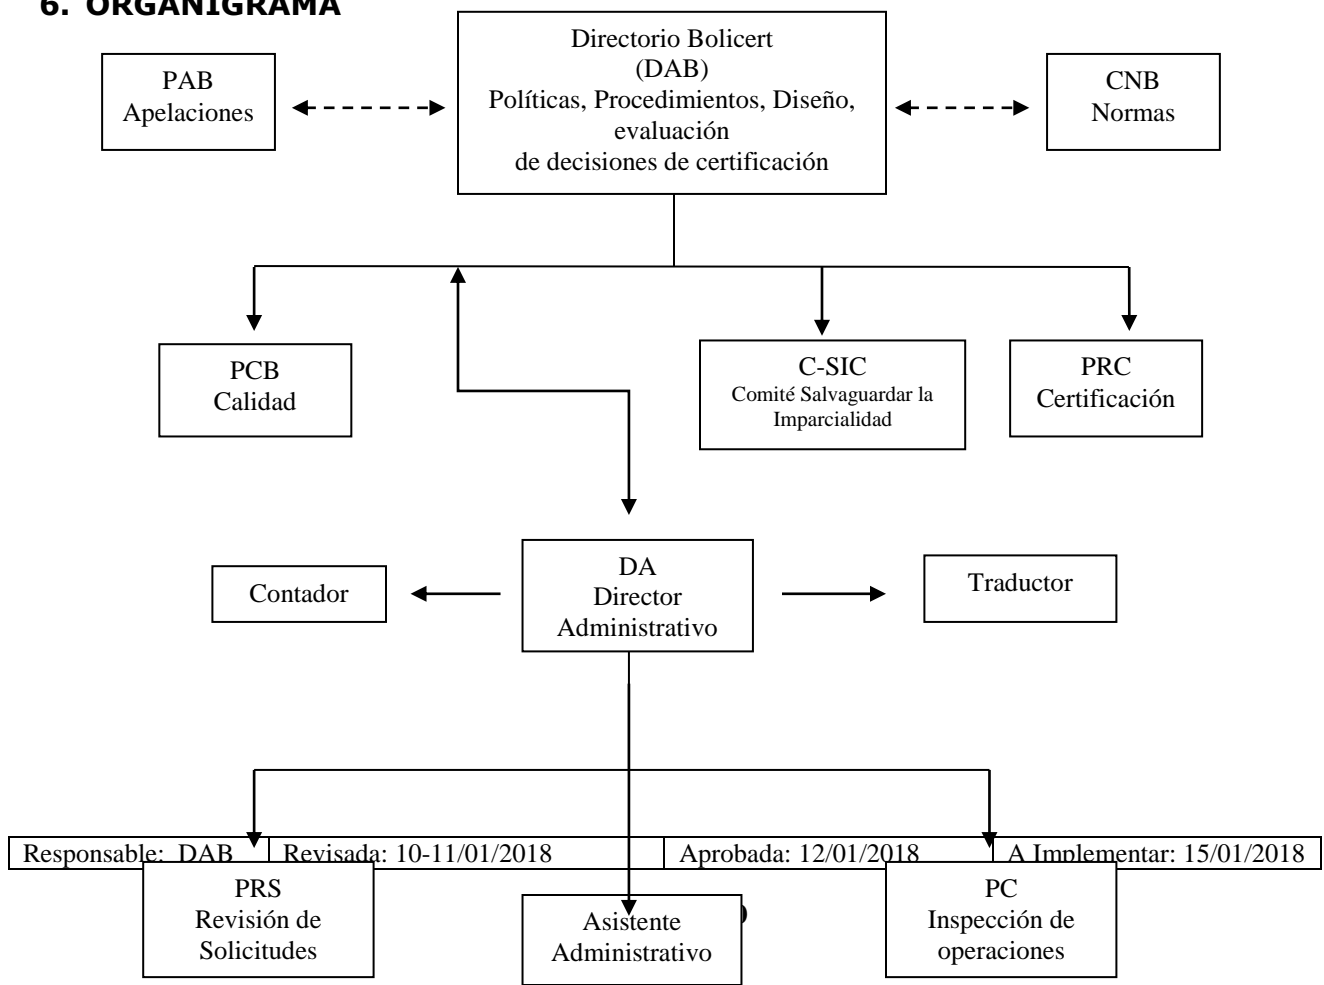 6. ORGANIGRAMA
Directorio Bolicert
(DAB)
Políticas, Procedimientos, Diseño,
evaluación
de decisiones de certificación
PAB
Apelaciones
CNB
Normas
PCB
Calidad
C-SIC
Comité Salvaguardar la
Imparcialidad
PRC
Certificación
DA
Director
Administrativo
Contador
Traductor
Responsable: DAB
Revisada: 10-11/01/2018
Aprobada: 12/01/2018
A Implementar: 15/01/2018
PRS
Revisión de
Solicitudes
Asistente
Administrativo
PC
Inspección de
operaciones